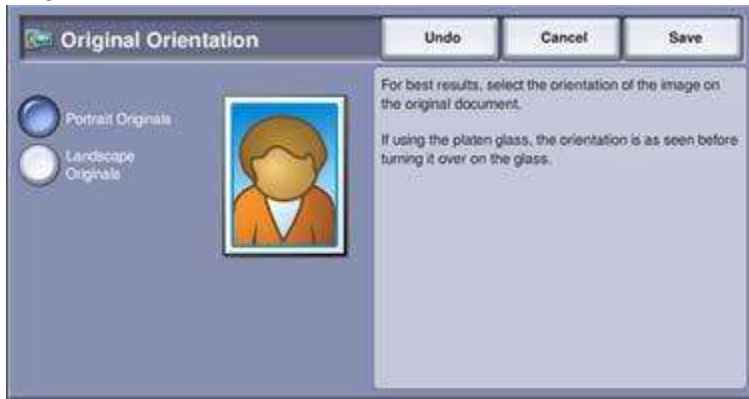 Original Orientation
Undo
Cancel
Save
Portrait Originals
Landscape
Originals
For best results, select the orientation of the image on
the original document.
If using the platen glass, the orientation is as seen before
turning it over on the glass.